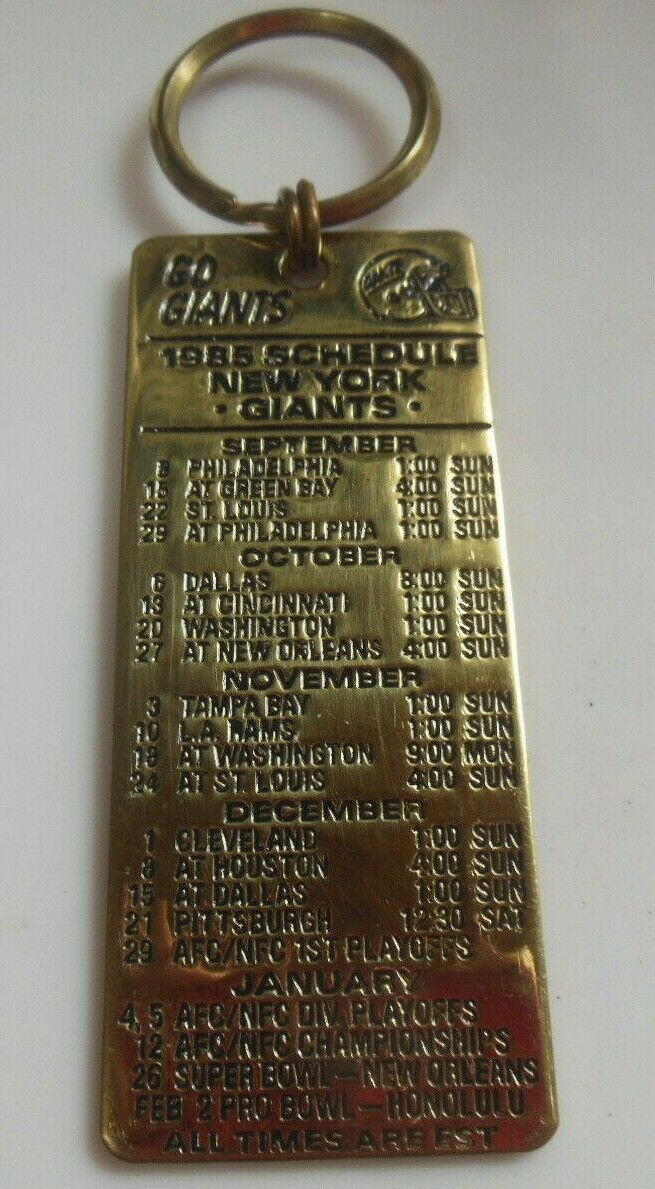 GO
GIANTS
GIANTS
1985 SCHEDULE
NEW YORK
· GIANTS ·
SEPTEMBER
8 PHILADELPHIA 1:00 SUN
15 AT GREEN BAY 4:00 SUN
22 ST. LOUIS 1:00 SUN
29 AT PHILADELPHIA 1:00 SUN
OCTOBER
6 DALLAS 8:00 SUN
13 AT CINCINNATI 1:00 SUN
20 WASHINGTON 1:00 SUN
27 AT NEW ORLEANS 4:00 SUN
NOVEMBER
3 TAMPA BAY 1:00 SUN
10 L.A. RAMS 1:00 SUN
18 AT WASHINGTON 9:00 MON
24 AT ST. LOUIS 4:00 SUN
DECEMBER
1 CLEVELAND 1:00 SUN
8 AT HOUSTON 4:00 SUN
15 AT DALLAS 1:00 SUN
21 PITTSBURGH 12:30 SAT
29 AFC/NFC 1ST PLAYOFFS
JANUARY
4, 5 AFC/NFC DIV. PLAYOFFS
12 AFC/NFC CHAMPIONSHIPS
26 SUPER BOWL — NEW ORLEANS
FEB 2 PRO BOWL — HONOLULU
ALL TIMES ARE EST